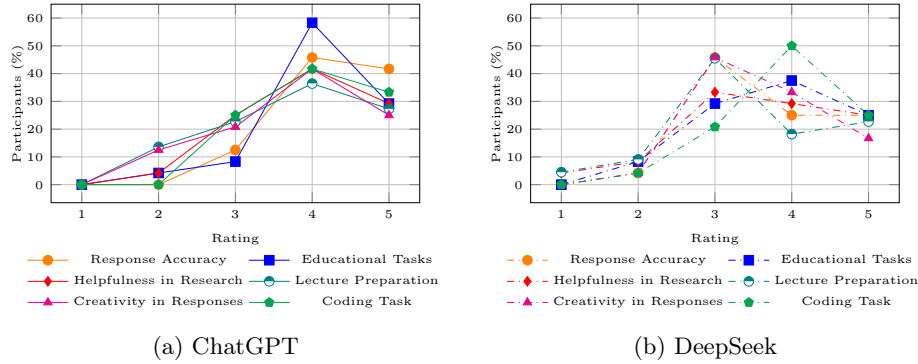 60
50
40
30
20
10
0
Participants (%)
1 2 3 4 5
Rating
Response Accuracy Educational Tasks
Helpfulness in Research Lecture Preparation
Creativity in Responses Coding Task
(a) ChatGPT
60
50
40
30
20
10
0
Participants (%)
1 2 3 4 5
Rating
Response Accuracy Educational Tasks
Helpfulness in Research Lecture Preparation
Creativity in Responses Coding Task
(b) DeepSeek